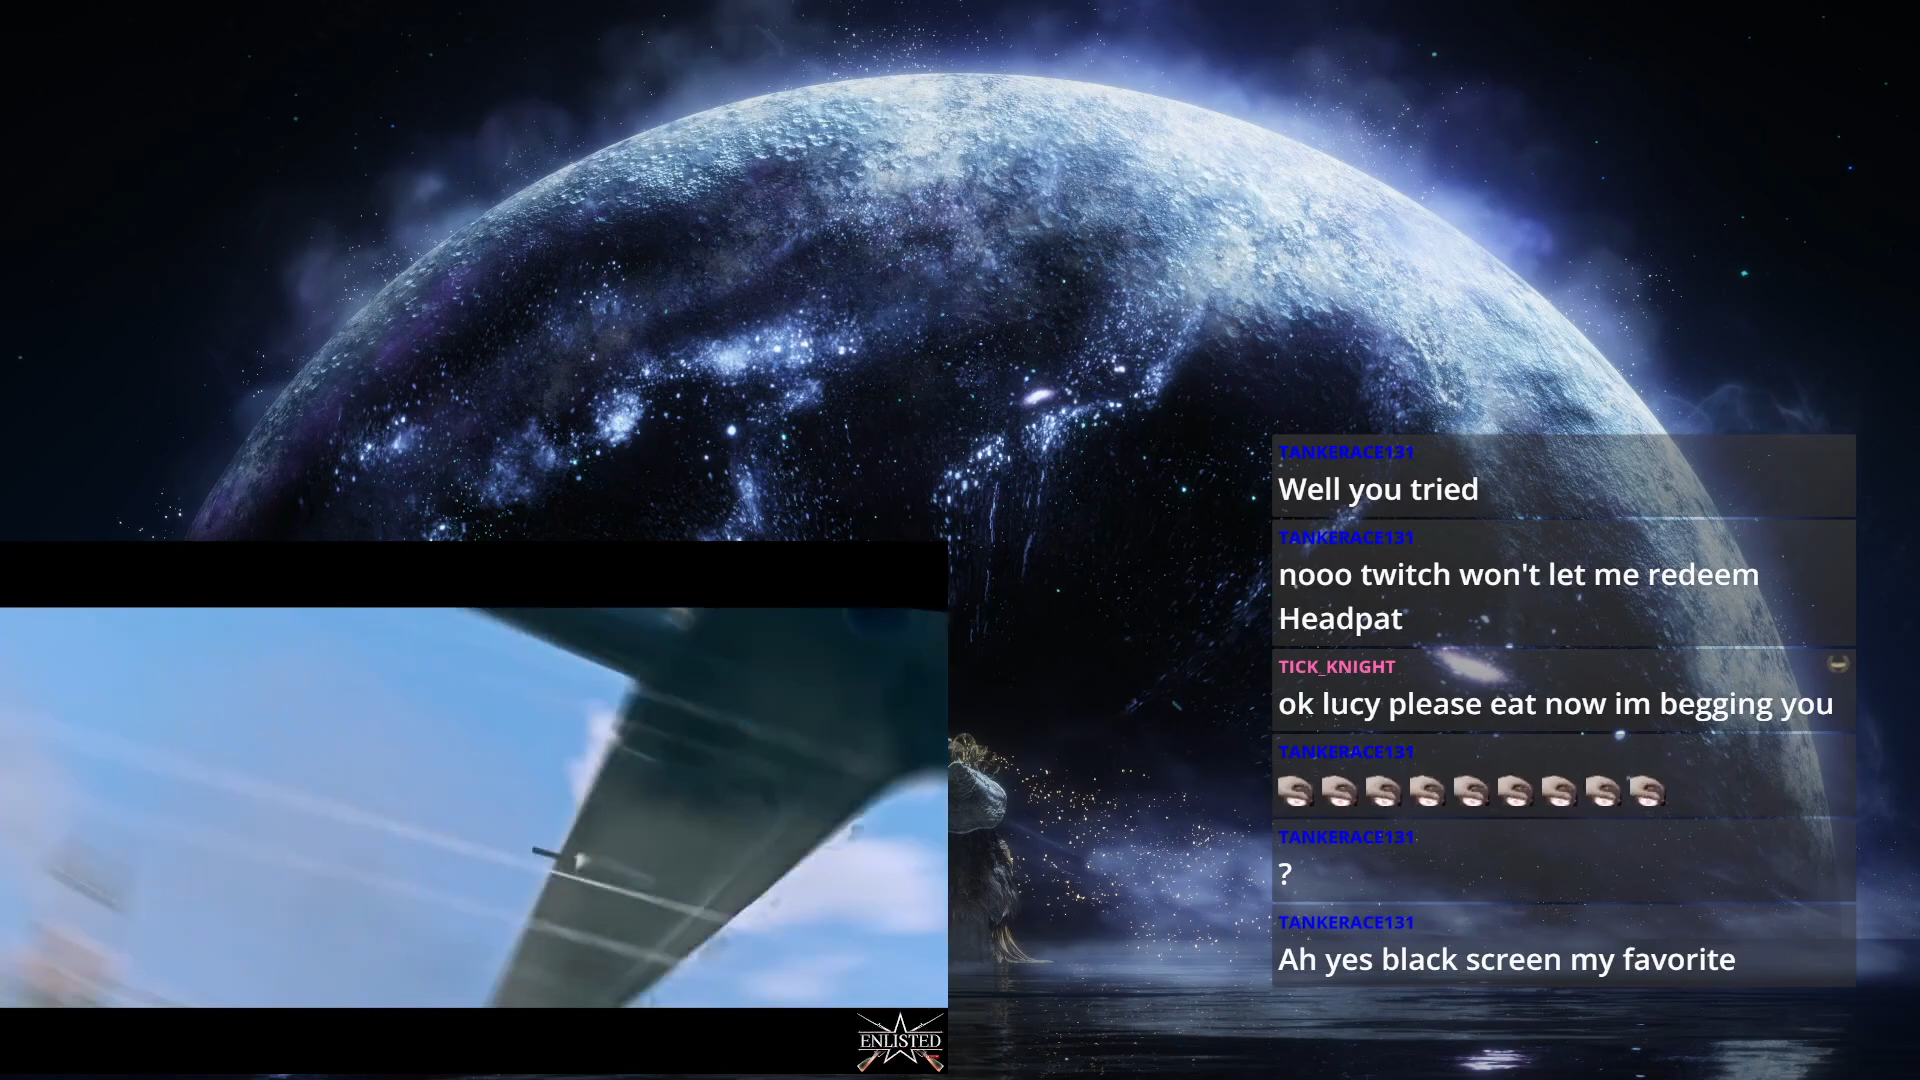 TANKERACE131
Well you tried
TANKERACE131
nooo twitch won't let me redeem
Headpat
TICK_KNIGHT
ok lucy please eat now im begging you
TANKERACE131
TANKERACE131
?
TANKERACE131
Ah yes black screen my favorite
ENLISTED